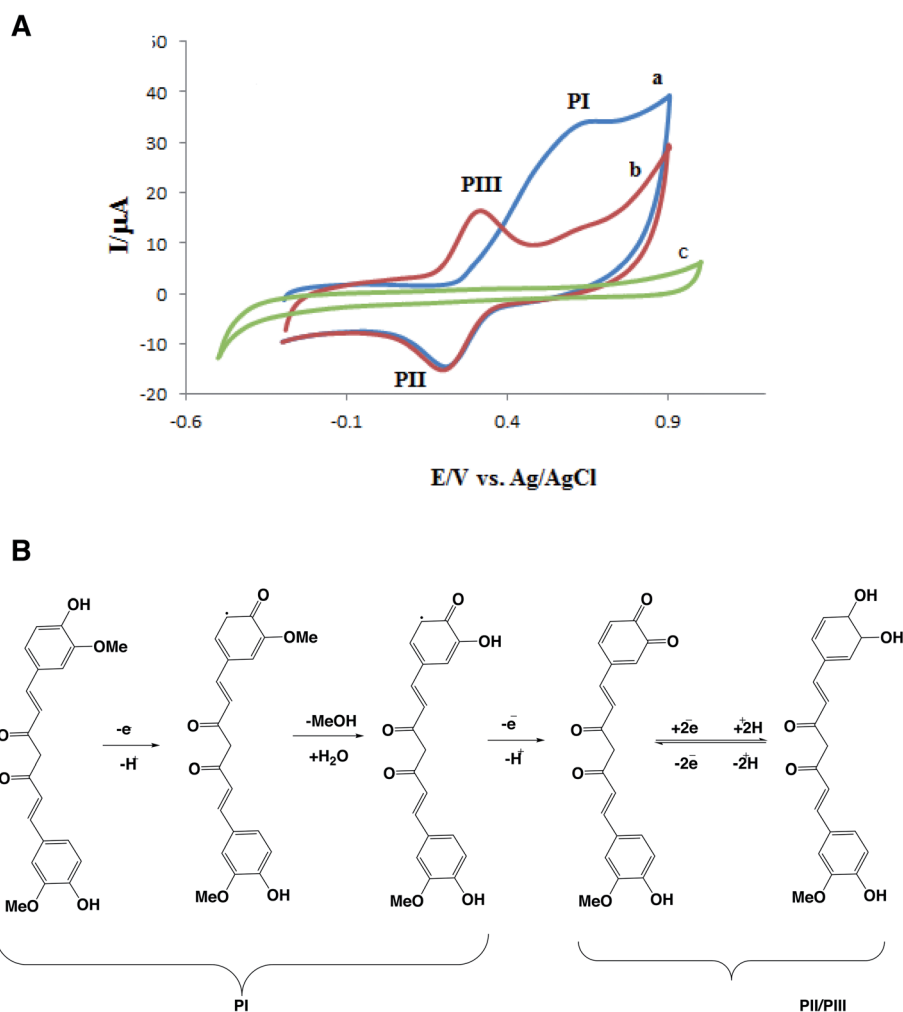 A
50
40
30
20
10
0
-10
-20
I/µA
a
PI
PIII
b
c
PII
-0.6 -0.1 0.4 0.9
E/V vs. Ag/AgCl
B
OH
OMe
O
O
MeO
OH
-e
-H+
O
OMe
O
O
MeO
OH
-MeOH
+H2O
O
OH
O
O
MeO
OH
-e-
-H+
O
O
O
O
MeO
OH
+2e- +2H
-2e- -2H+
OH
OH
O
O
MeO
OH
PI
PII/PIII